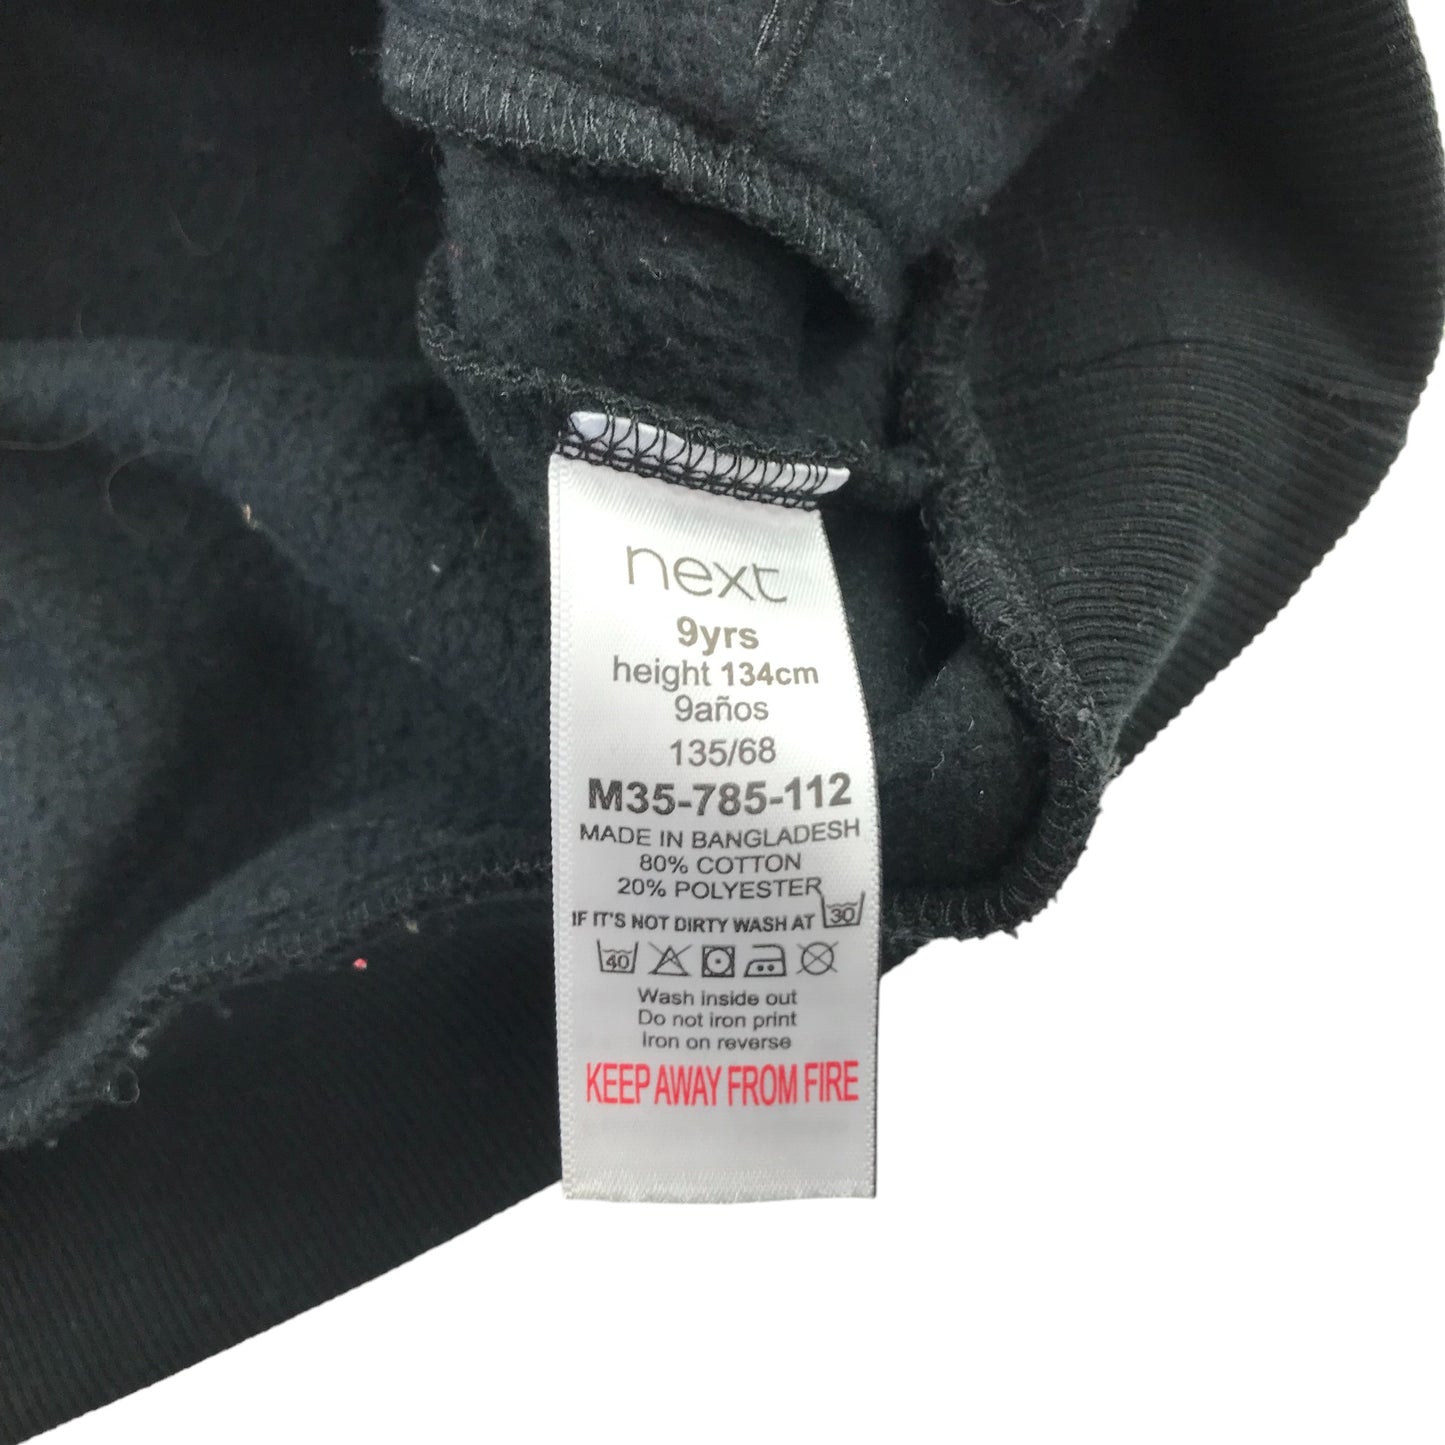 next
9yrs
height 134cm
9años
135/68
M35-785-112
MADE IN BANGLADESH
80% COTTON
20% POLYESTER
IF IT'S NOT DIRTY WASH AT 30
40
Wash inside out
Do not iron print
Iron on reverse
KEEP AWAY FROM FIRE